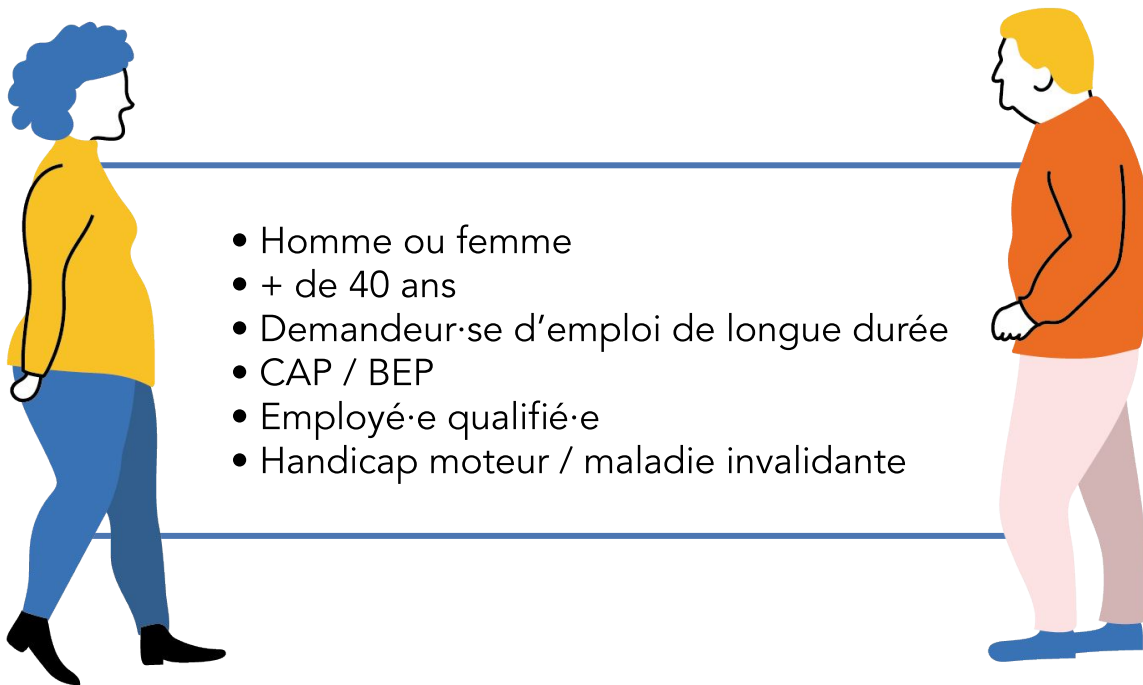 • Homme ou femme
• + de 40 ans
• Demandeur·se d’emploi de longue durée
• CAP / BEP
• Employé·e qualifié·e
• Handicap moteur / maladie invalidante